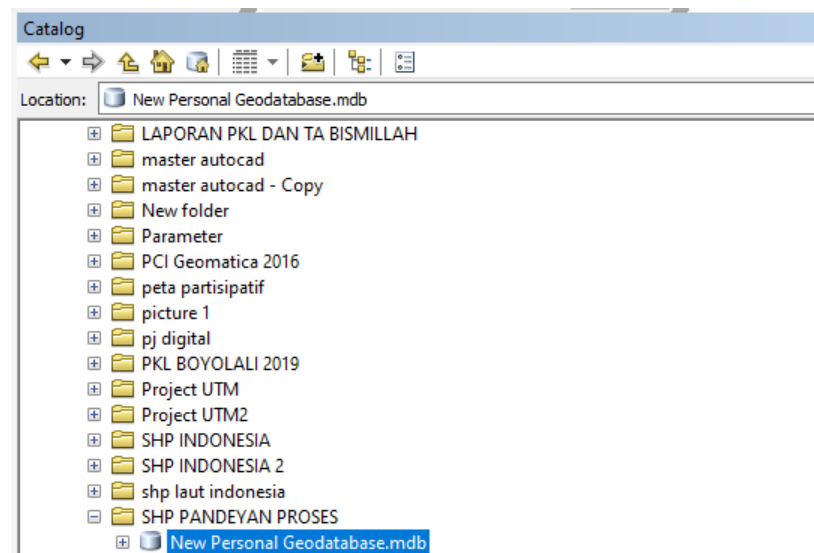 Catalog
Location: New Personal Geodatabase.mdb
LAPORAN PKL DAN TA BISMILLAH
master autocad
master autocad - Copy
New folder
Parameter
PCI Geomatica 2016
peta partisipatif
picture 1
pj digital
PKL BOYOLALI 2019
Project UTM
Project UTM2
SHP INDONESIA
SHP INDONESIA 2
shp laut indonesia
SHP PANDEYAN PROSES
New Personal Geodatabase.mdb